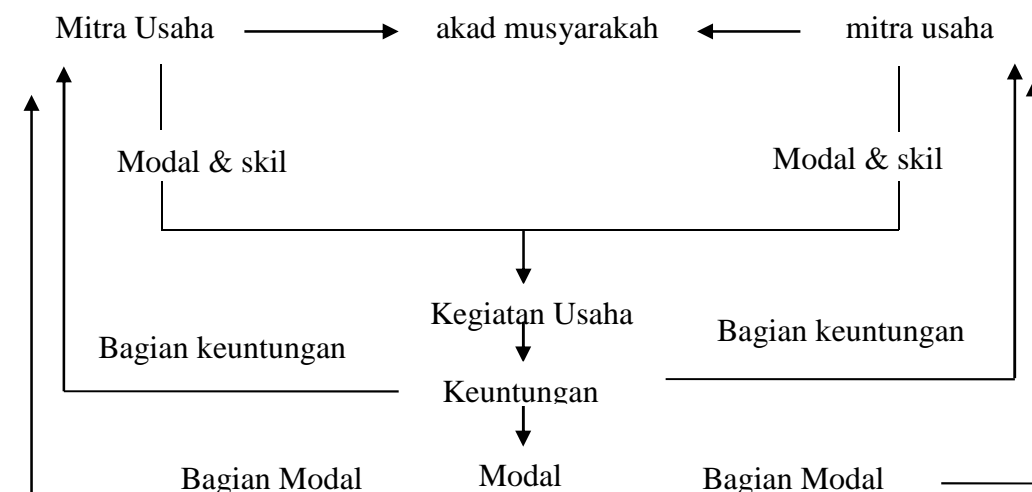 Mitra Usaha akad musyarakah mitra usaha
Modal & skil Modal & skil
Kegiatan Usaha
Bagian keuntungan Bagian keuntungan
Keuntungan
Bagian Modal Modal Bagian Modal